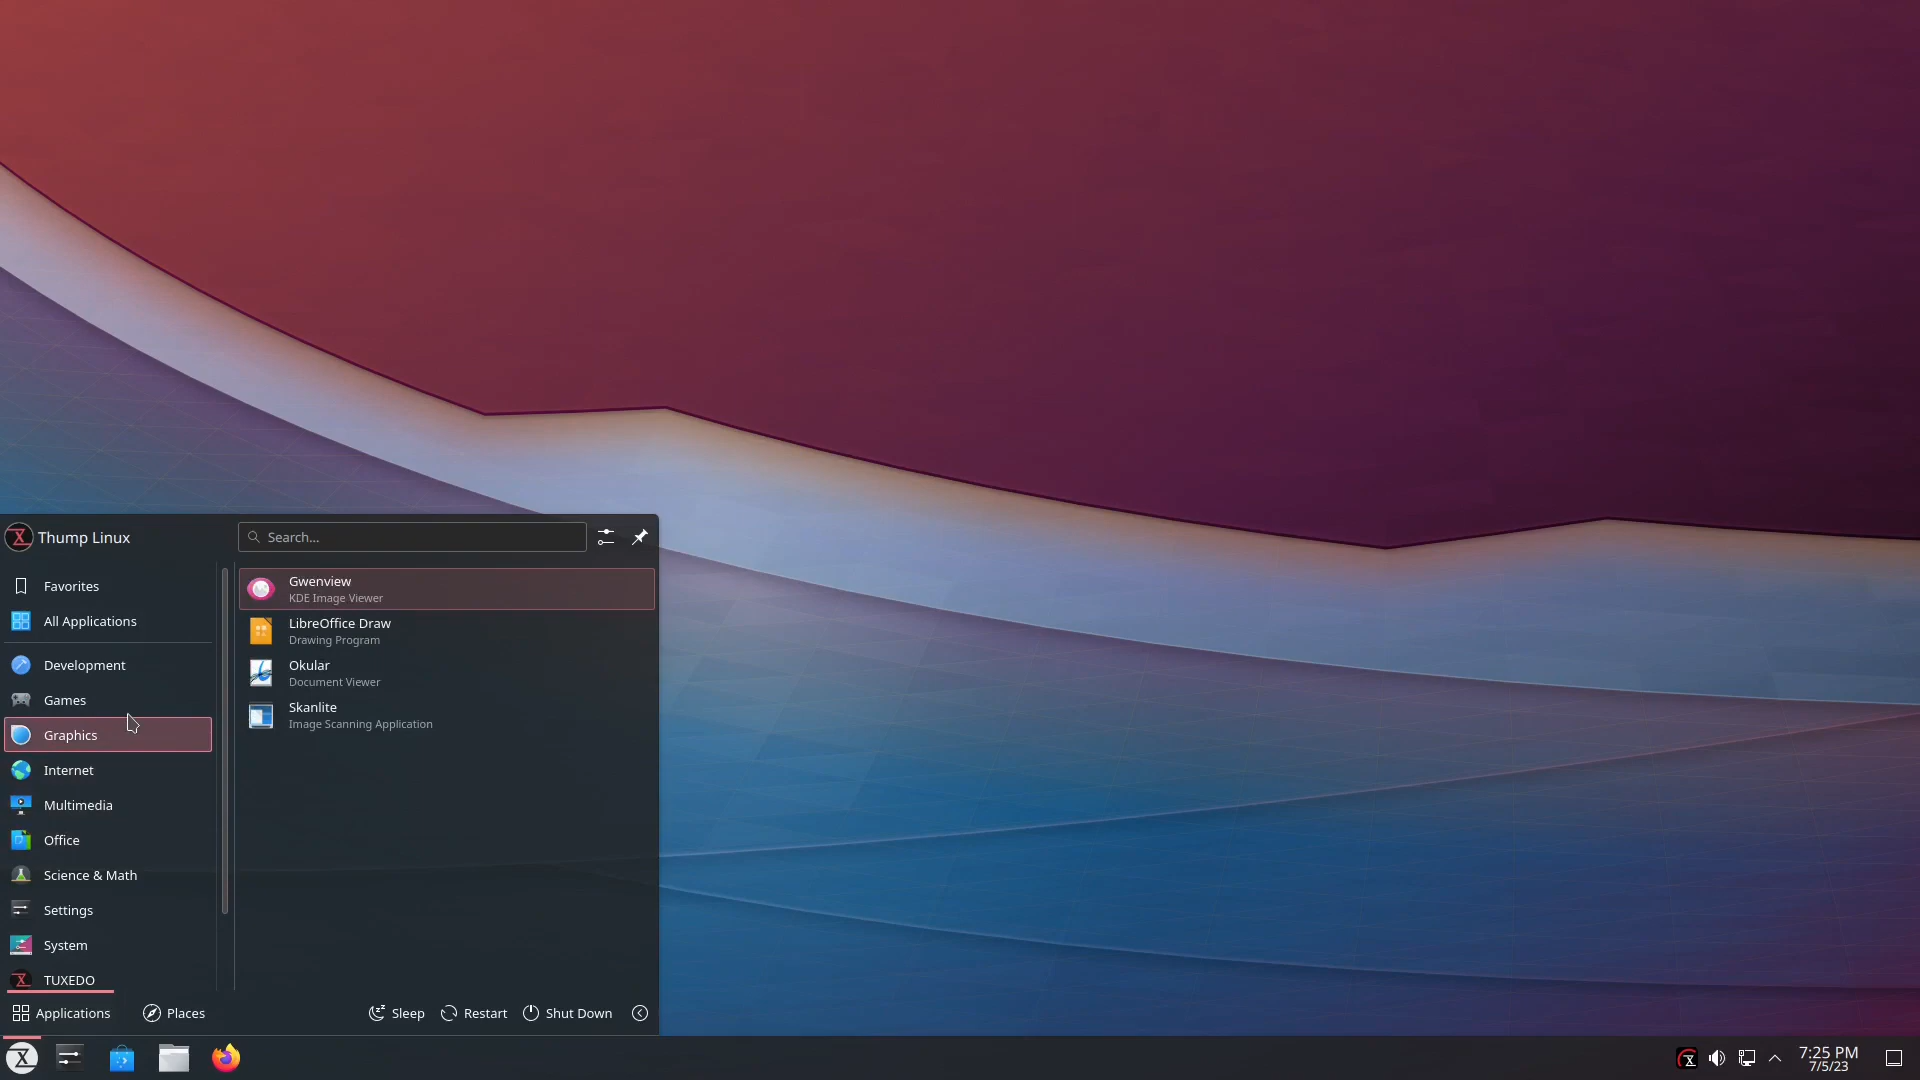 Thump Linux
Search...
Favorites
All Applications
Development
Games
Graphics
Internet
Multimedia
Office
Science & Math
Settings
System
TUXEDO
Gwenview
KDE Image Viewer
LibreOffice Draw
Drawing Program
Okular
Document Viewer
Skanlite
Image Scanning Application
Applications
Places
Sleep
Restart
Shut Down
7:25 PM
7/5/23